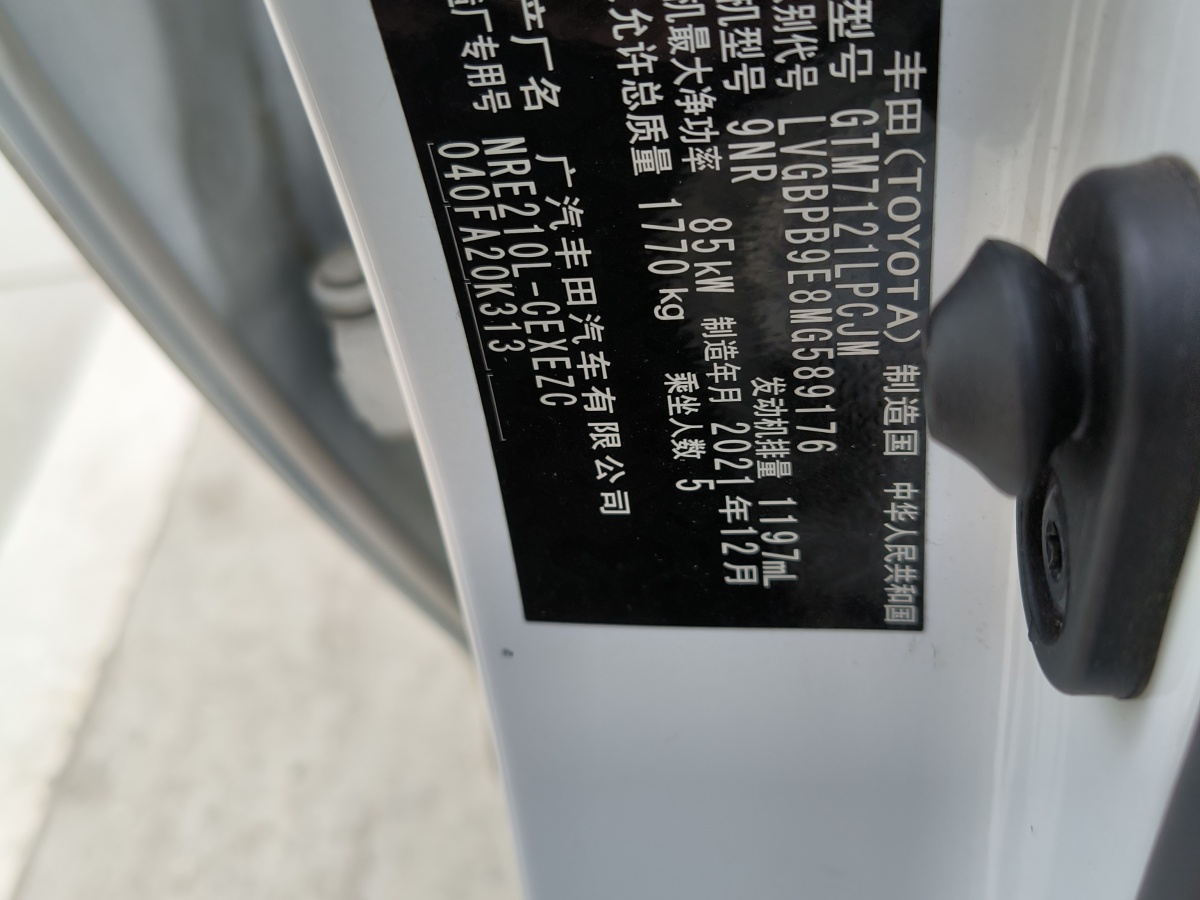 丰田(TOYOTA) 制造国 中华人民共和国
型号 GTM7121LPCJM
别代号 LVGBPB9E8MG589176
机型号 9NR 发动机排量 1197mL
机最大净功率 85kW 制造年月 2021年12月
允许总质量 1770kg 乘坐人数 5
产厂名 广汽丰田汽车有限公司
厂专用号 NRE210L-CEXEZC
040FA20K313